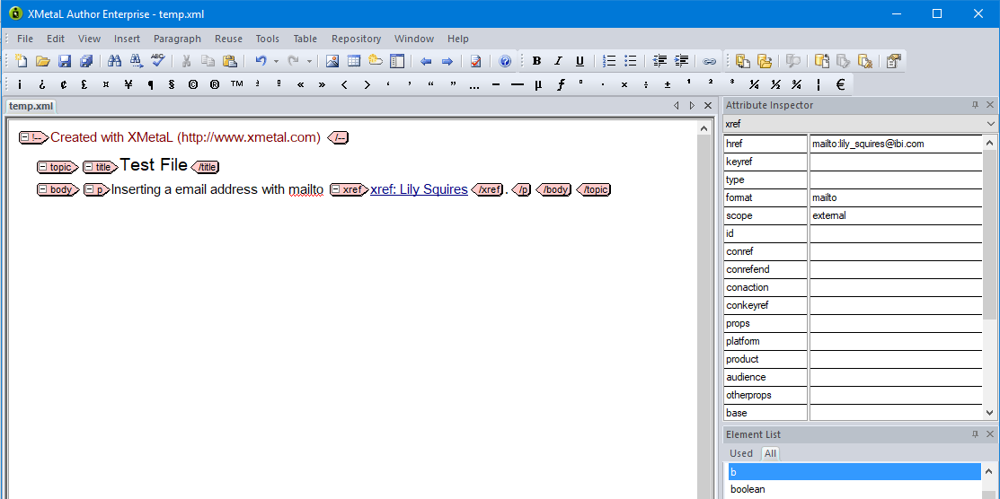 XMetaL Author Enterprise - temp.xml
File Edit View Insert Paragraph Reuse Tools Table Repository Window Help
ABC B I U
¡ ¿ ¢ £ ¤ ¥ ¶ § © ® ™ ª º « » ‹ › ‘ ’ “ ” … – — µ ƒ ° · × ÷ ± ¹ ² ³ ¼ ½ ¾ ¦ €
temp.xml
!-- Created with XMetaL (http://www.xmetal.com) /--
topic title Test File /title
body p Inserting a email address with mailto xref xref: Lily Squires /xref . /p /body /topic
Attribute Inspector
xref
href mailto:lily_squires@ibi.com
keyref
type
format mailto
scope external
id
conref
conrefend
conaction
conkeyref
props
platform
product
audience
otherprops
base
Element List
Used All
b
boolean